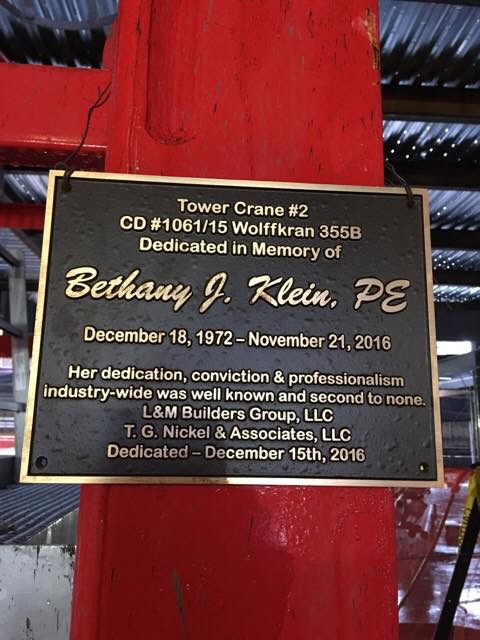 Tower Crane #2
CD #1061/15 Wolffkran 355B
Dedicated in Memory of
Bethany J. Klein, PE
December 18, 1972 – November 21, 2016
Her dedication, conviction & professionalism
industry-wide was well known and second to none.
L&M Builders Group, LLC
T. G. Nickel & Associates, LLC
Dedicated – December 15th, 2016